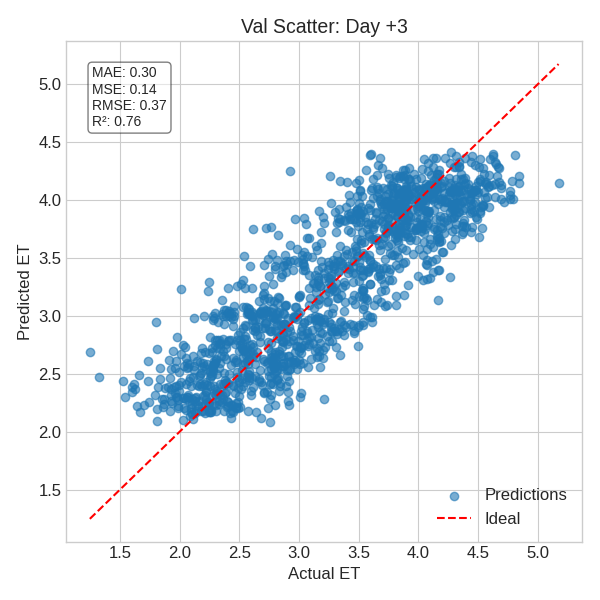 Val Scatter: Day +3
MAE: 0.30
MSE: 0.14
RMSE: 0.37
R²: 0.76
Predicted ET
5.0
4.5
4.0
3.5
3.0
2.5
2.0
1.5
Predictions
Ideal
1.5 2.0 2.5 3.0 3.5 4.0 4.5 5.0
Actual ET